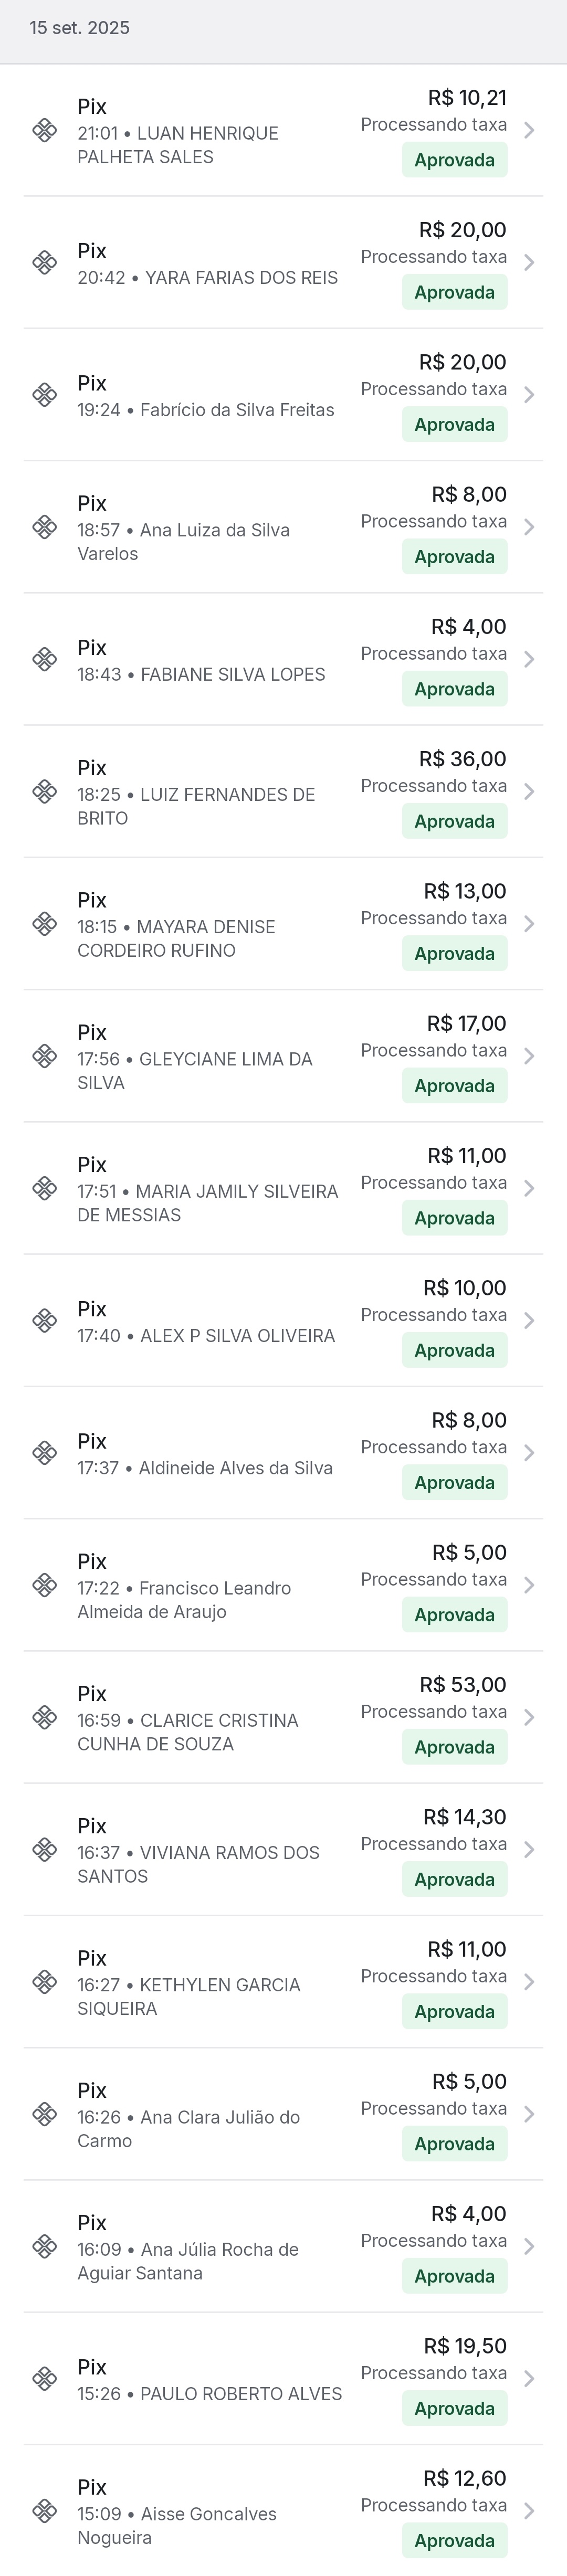 15 set. 2025
Pix
21:01 • LUAN HENRIQUE
PALHETA SALES
R$ 10,21
Processando taxa
Aprovada
Pix
20:42 • YARA FARIAS DOS REIS
R$ 20,00
Processando taxa
Aprovada
Pix
19:24 • Fabrício da Silva Freitas
R$ 20,00
Processando taxa
Aprovada
Pix
18:57 • Ana Luiza da Silva
Varelos
R$ 8,00
Processando taxa
Aprovada
Pix
18:43 • FABIANE SILVA LOPES
R$ 4,00
Processando taxa
Aprovada
Pix
18:25 • LUIZ FERNANDES DE
BRITO
R$ 36,00
Processando taxa
Aprovada
Pix
18:15 • MAYARA DENISE
CORDEIRO RUFINO
R$ 13,00
Processando taxa
Aprovada
Pix
17:56 • GLEYCIANE LIMA DA
SILVA
R$ 17,00
Processando taxa
Aprovada
Pix
17:51 • MARIA JAMILY SILVEIRA
DE MESSIAS
R$ 11,00
Processando taxa
Aprovada
Pix
17:40 • ALEX P SILVA OLIVEIRA
R$ 10,00
Processando taxa
Aprovada
Pix
17:37 • Aldineide Alves da Silva
R$ 8,00
Processando taxa
Aprovada
Pix
17:22 • Francisco Leandro
Almeida de Araujo
R$ 5,00
Processando taxa
Aprovada
Pix
16:59 • CLARICE CRISTINA
CUNHA DE SOUZA
R$ 53,00
Processando taxa
Aprovada
Pix
16:37 • VIVIANA RAMOS DOS
SANTOS
R$ 14,30
Processando taxa
Aprovada
Pix
16:27 • KETHYLEN GARCIA
SIQUEIRA
R$ 11,00
Processando taxa
Aprovada
Pix
16:26 • Ana Clara Julião do
Carmo
R$ 5,00
Processando taxa
Aprovada
Pix
16:09 • Ana Júlia Rocha de
Aguiar Santana
R$ 4,00
Processando taxa
Aprovada
Pix
15:26 • PAULO ROBERTO ALVES
R$ 19,50
Processando taxa
Aprovada
Pix
15:09 • Aisse Goncalves
Nogueira
R$ 12,60
Processando taxa
Aprovada